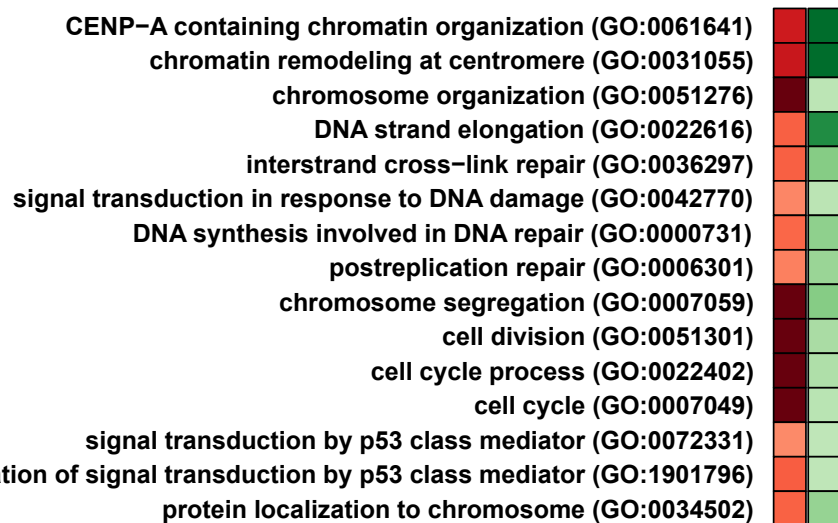 CENP−A containing chromatin organization (GO:0061641)
chromatin remodeling at centromere (GO:0031055)
chromosome organization (GO:0051276)
DNA strand elongation (GO:0022616)
interstrand cross−link repair (GO:0036297)
signal transduction in response to DNA damage (GO:0042770)
DNA synthesis involved in DNA repair (GO:0000731)
postreplication repair (GO:0006301)
chromosome segregation (GO:0007059)
cell division (GO:0051301)
cell cycle process (GO:0022402)
cell cycle (GO:0007049)
signal transduction by p53 class mediator (GO:0072331)
of signal transduction by p53 class mediator (GO:1901796)
protein localization to chromosome (GO:0034502)